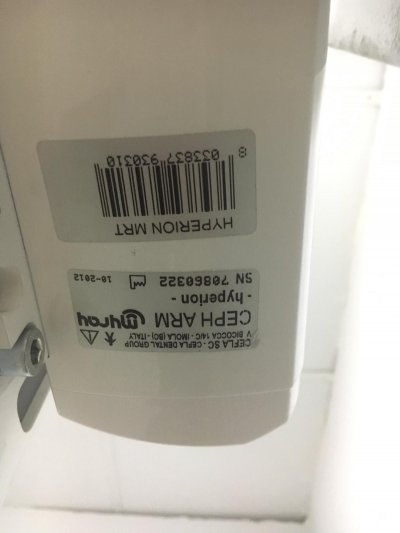 CEFLA SC - CEFLA DENTAL GROUP
V BICOCCA 14/C - IMOLA (BO) - ITALY
CEPH ARM myray
- hyperion -
SN 70860322 10-2012
HYPERION MRT
8 033837 930310